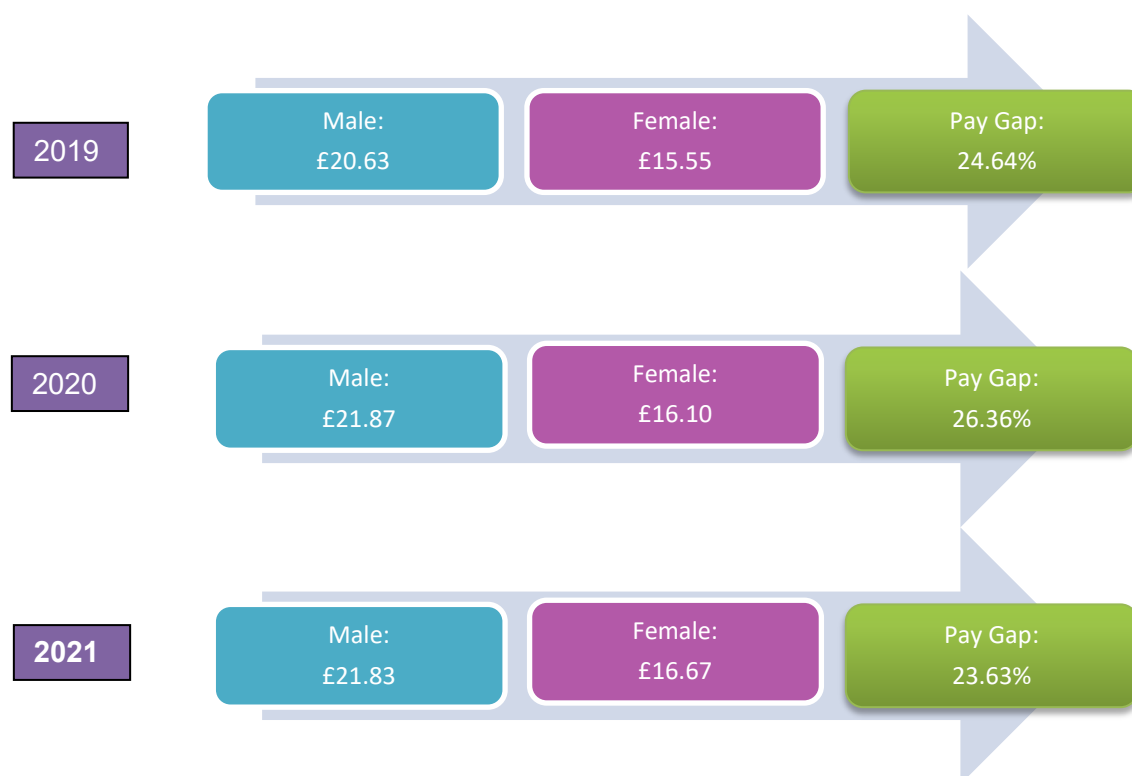 2019
Male:
£20.63
Female:
£15.55
Pay Gap:
24.64%
2020
Male:
£21.87
Female:
£16.10
Pay Gap:
26.36%
2021
Male:
£21.83
Female:
£16.67
Pay Gap:
23.63%